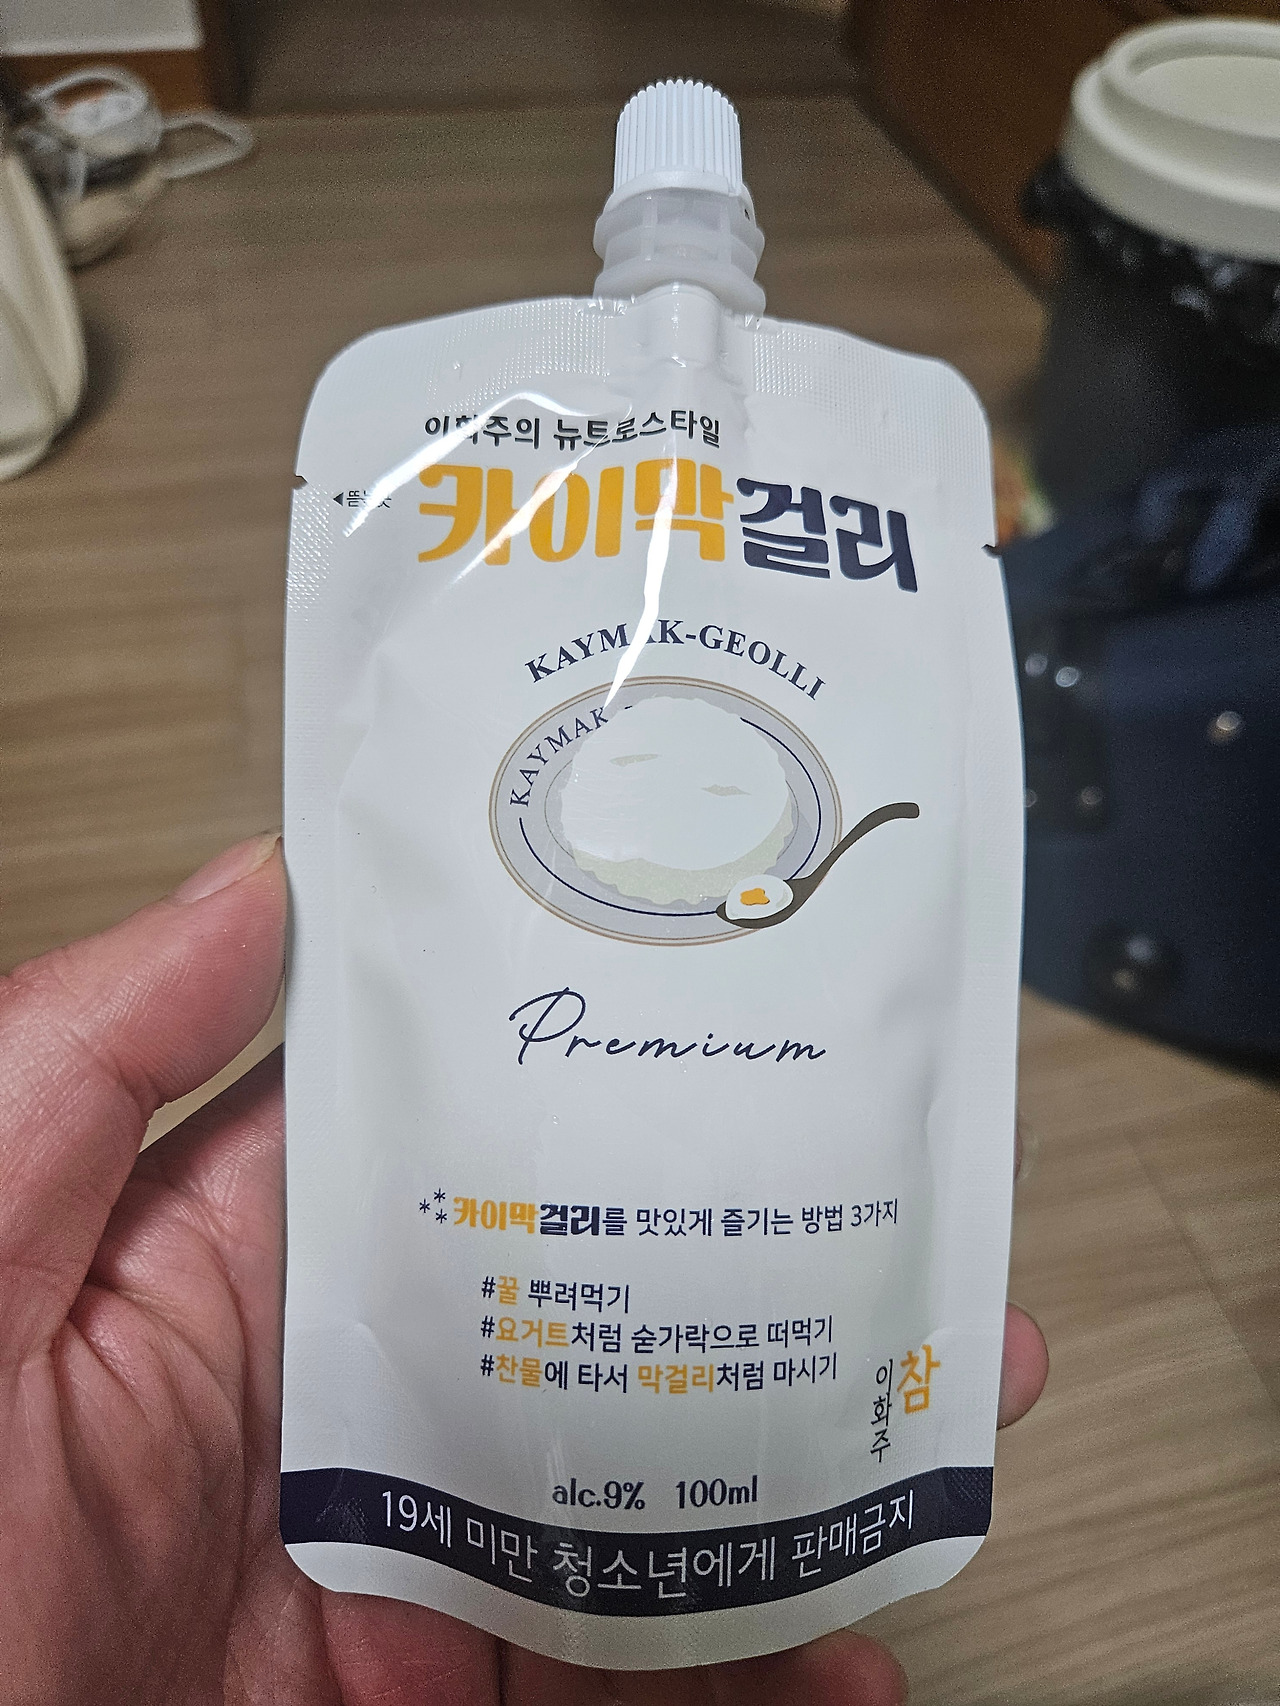 이화주의 뉴트로스타일
카이막걸리
KAYMAK-GEOLLI
KAYMAK
Premium
카이막걸리를 맛있게 즐기는 방법 3가지
#꿀 뿌려먹기
#요거트처럼 숟가락으로 떠먹기
#찬물에 타서 막걸리처럼 마시기
참
이화주
alc.9% 100ml
19세 미만 청소년에게 판매금지